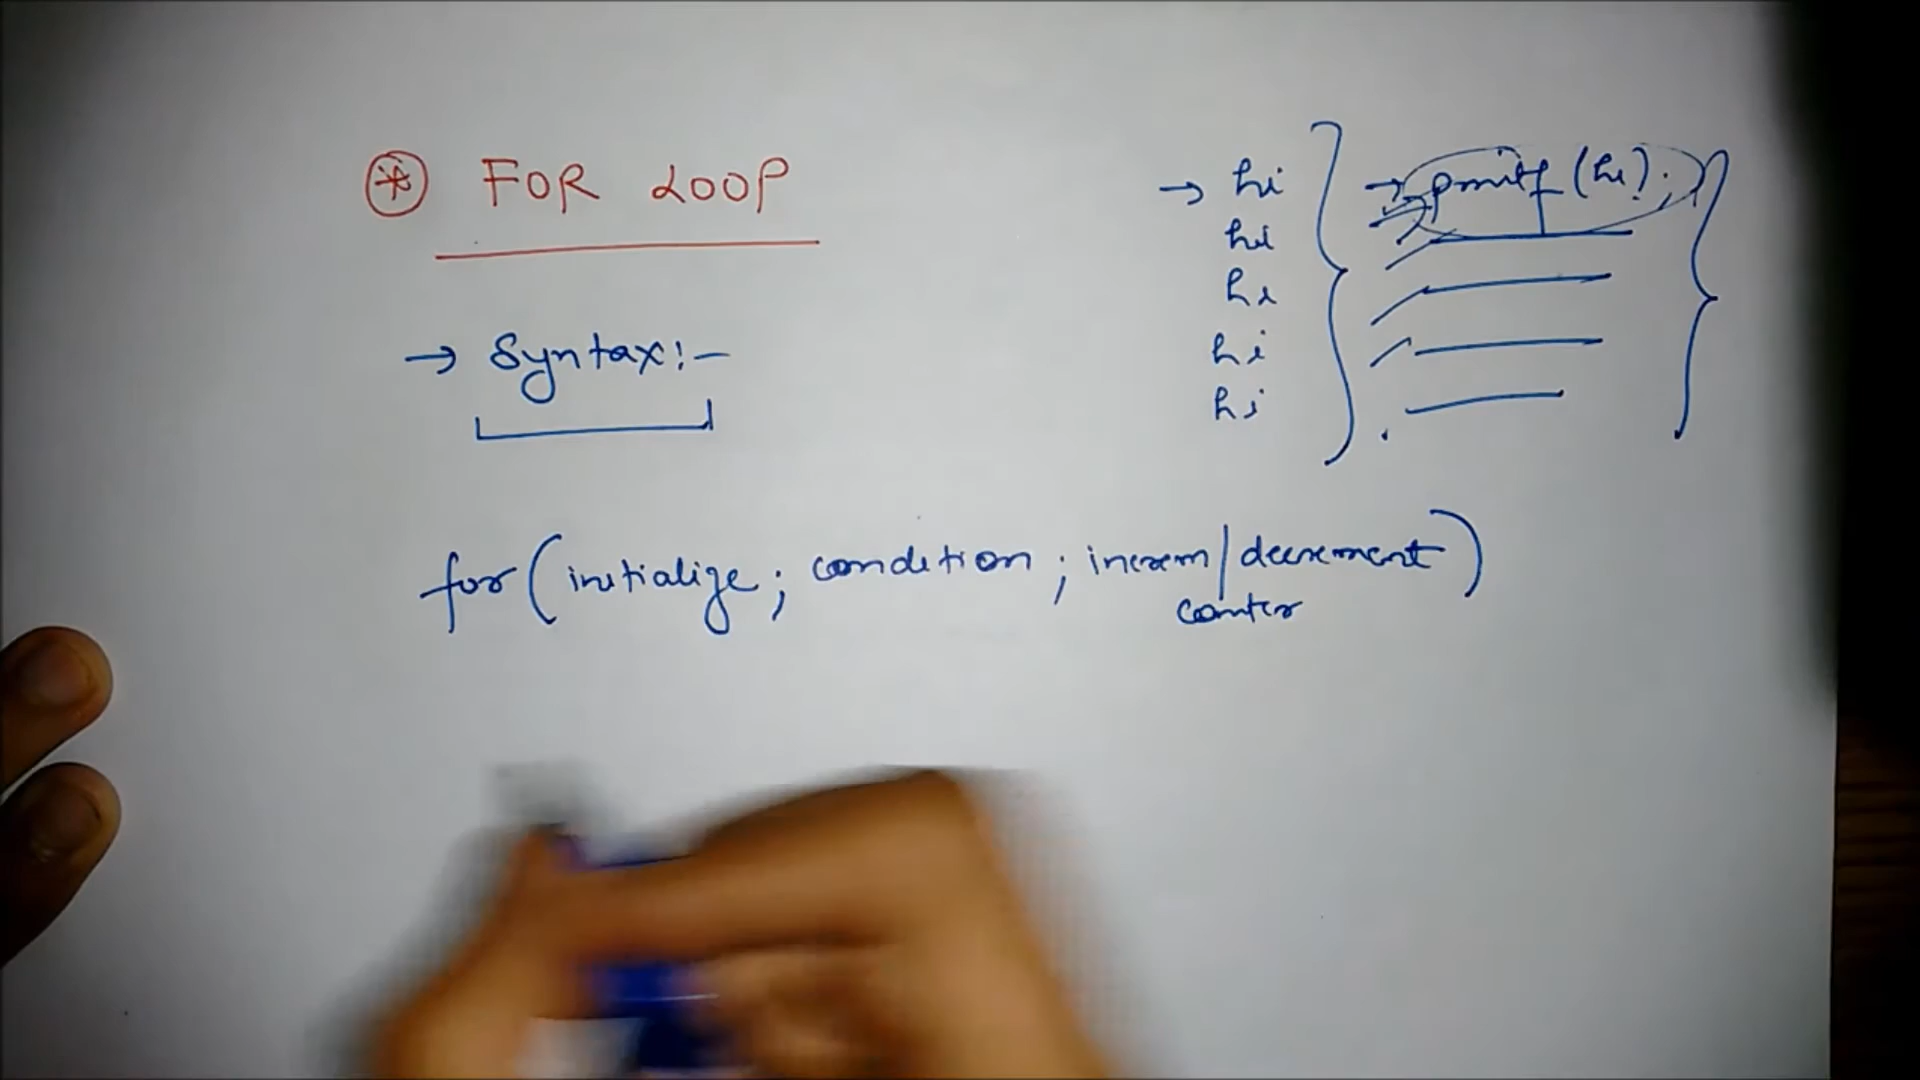 * FOR LOOP
→ Syntax:-
for (initialize; condition; increm/decrement)
counter
→ hi
hi
hi
hi
hi
→ printf(hi);